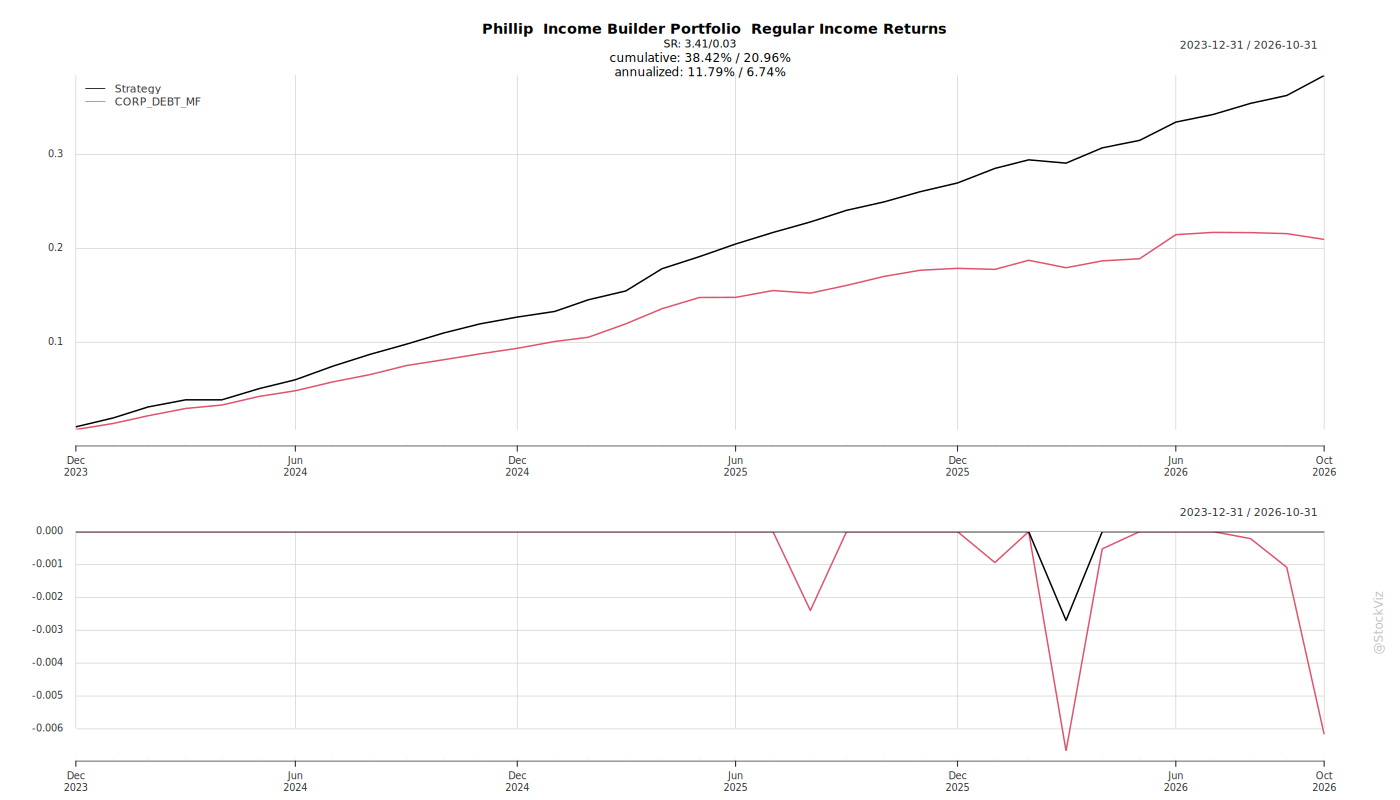 Phillip  Income Builder Portfolio  Regular Income Returns
SR: 3.41/0.03
cumulative: 38.42% / 20.96%
annualized: 11.79% / 6.74%
2023-12-31 / 2026-10-31
Strategy
CORP_DEBT_MF
0.3
0.2
0.1
Dec Jun Dec Jun Dec Jun Oct
2023 2024 2024 2025 2025 2026 2026
2023-12-31 / 2026-10-31
0.000
-0.001
-0.002
-0.003
-0.004
-0.005
-0.006
Dec Jun Dec Jun Dec Jun Oct
2023 2024 2024 2025 2025 2026 2026
@StockViz